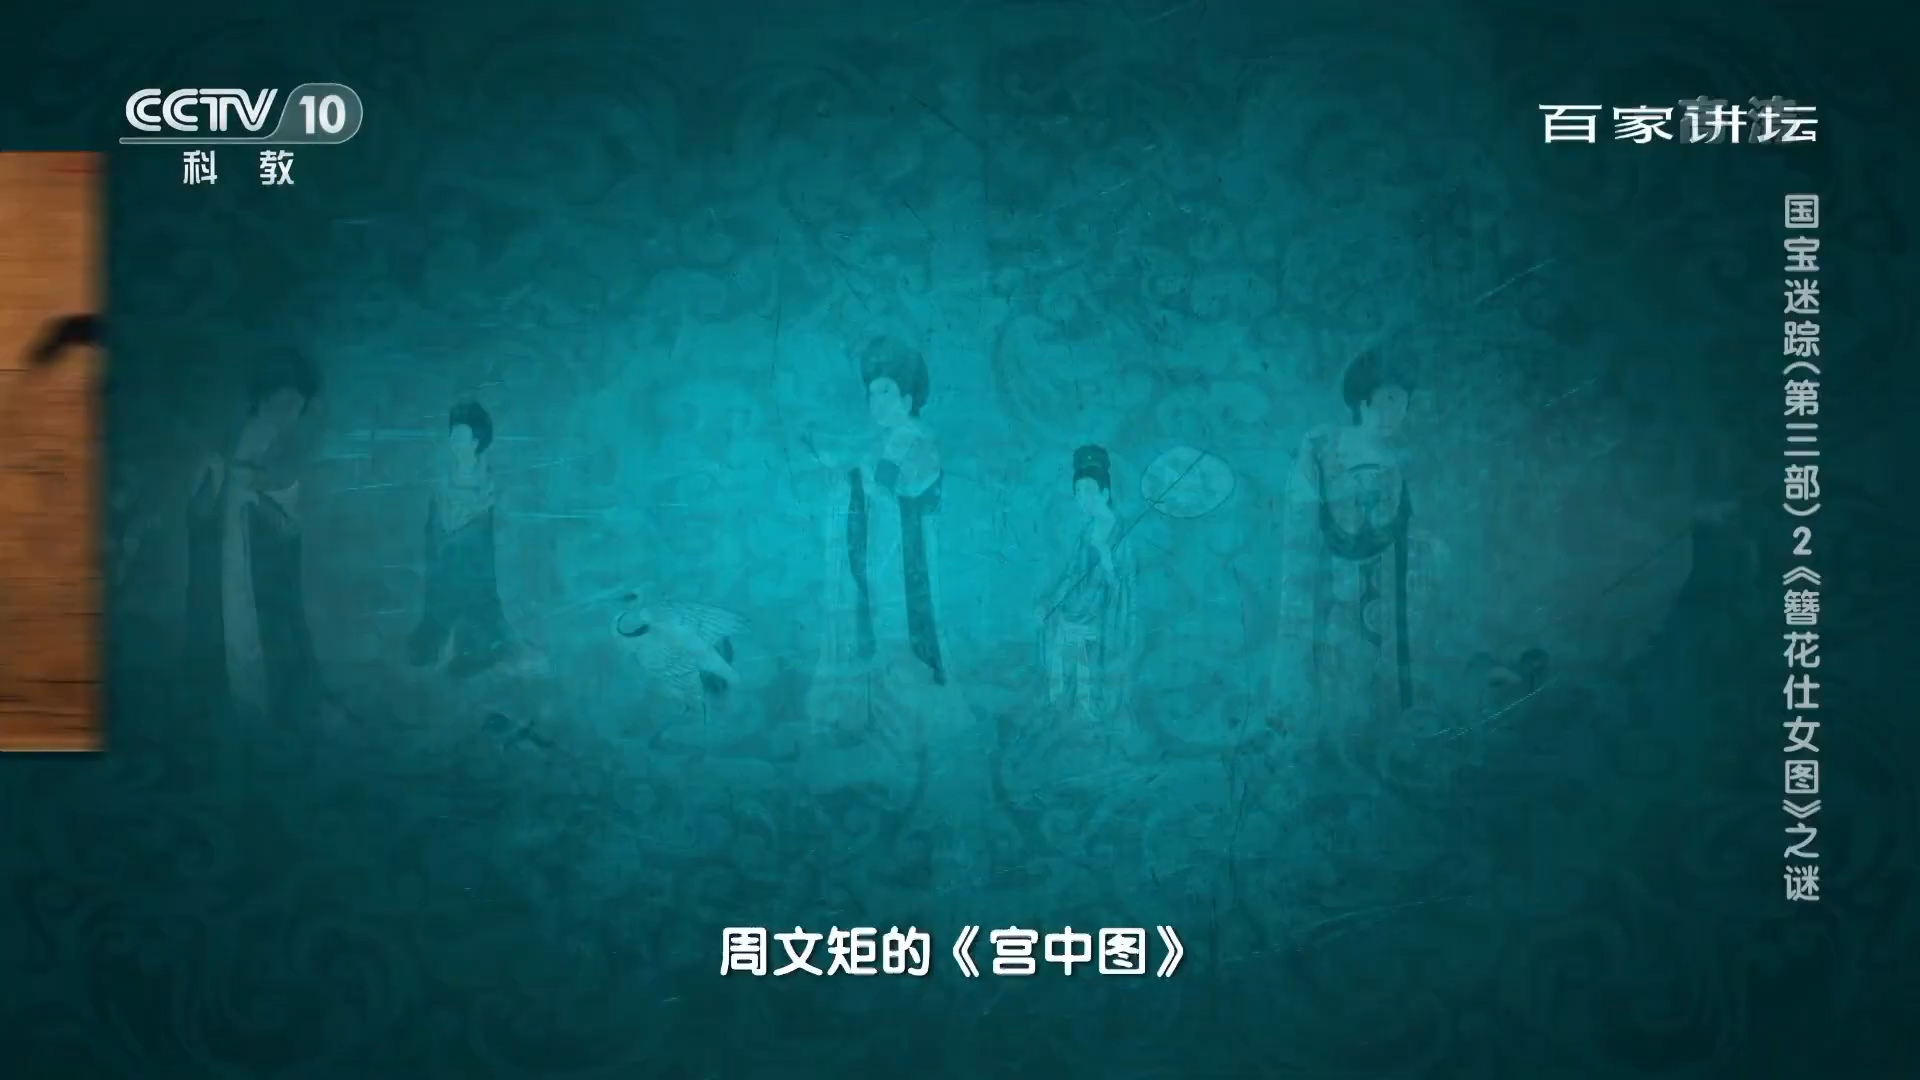 CCTV 10
科 教
百家讲坛
国宝迷踪(第三部)2《簪花仕女图》之谜
周文矩的《宫中图》